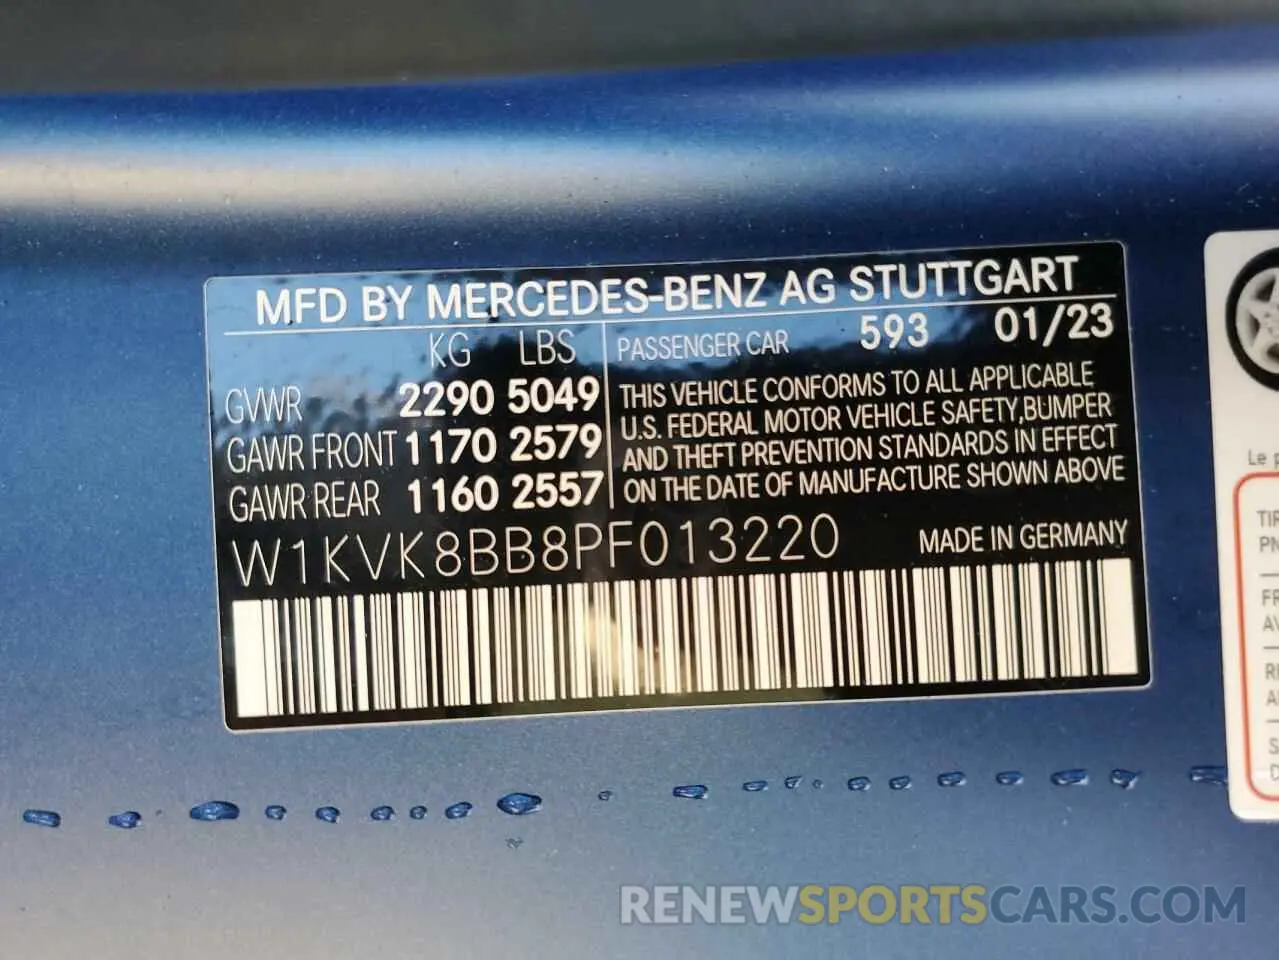 MFD BY MERCEDES-BENZ AG STUTTGART
KG LBS
GVWR 2290 5049
GAWR FRONT 1170 2579
GAWR REAR 1160 2557
PASSENGER CAR 593 01/23
THIS VEHICLE CONFORMS TO ALL APPLICABLE
U.S. FEDERAL MOTOR VEHICLE SAFETY,BUMPER
AND THEFT PREVENTION STANDARDS IN EFFECT
ON THE DATE OF MANUFACTURE SHOWN ABOVE
W1KVK8BB8PF013220 MADE IN GERMANY
Le
RENEWSPORTSCARS.COM